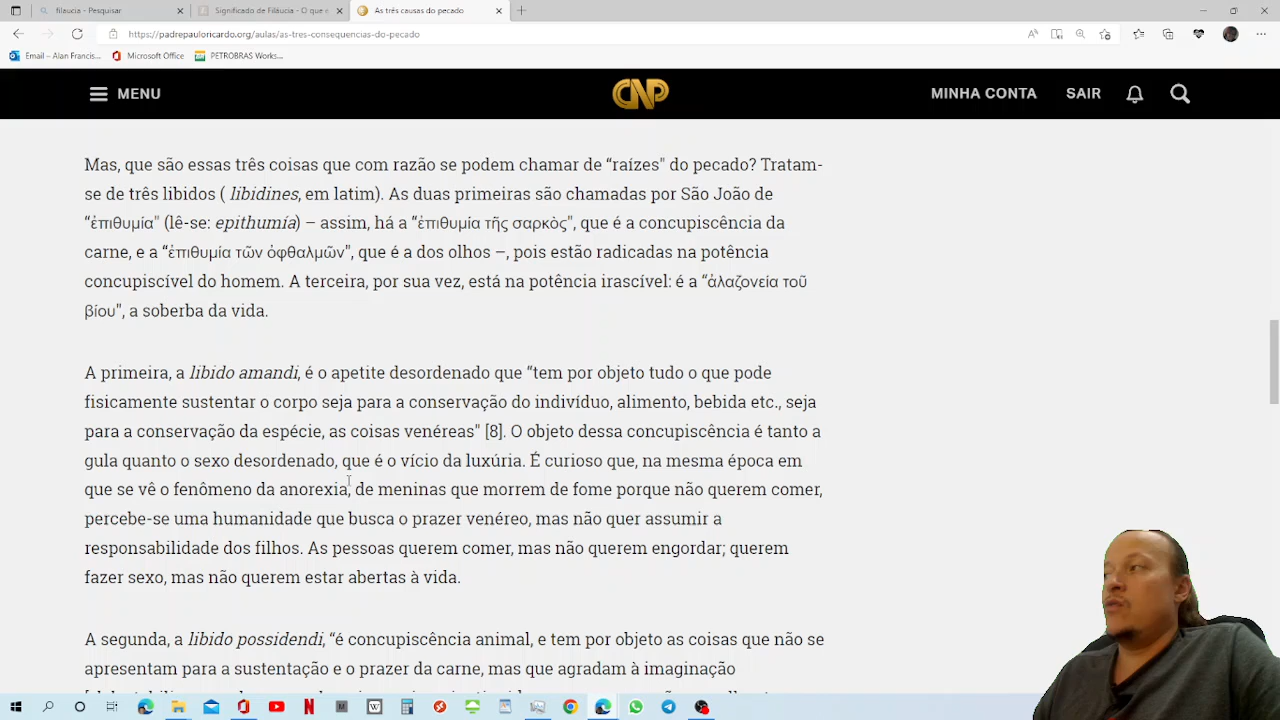 filaucia - Pesquisar
Significado de Filáucia - O que é
As três causas do pecado
https://padrepauloricardo.org/aulas/as-tres-consequencias-do-pecado
Email – Alan Francis...
Microsoft Office
PETROBRAS Works...
MENU
CNP
MINHA CONTA
SAIR
Mas, que são essas três coisas que com razão se podem chamar de “raízes" do pecado? Tratam-
se de três libidos ( libidines, em latim). As duas primeiras são chamadas por São João de
“ἐπιθυμία" (lê-se: epithumía) – assim, há a “ἐπιθυμία τῆς σαρκὸς", que é a concupiscência da
carne, e a “ἐπιθυμία τῶν ὀφθαλμῶν", que é a dos olhos –, pois estão radicadas na potência
concupiscível do homem. A terceira, por sua vez, está na potência irascível: é a “ἀλαζονεία τοῦ
βίου", a soberba da vida.
A primeira, a libido amandi, é o apetite desordenado que “tem por objeto tudo o que pode
fisicamente sustentar o corpo seja para a conservação do indivíduo, alimento, bebida etc., seja
para a conservação da espécie, as coisas venéreas" [8]. O objeto dessa concupiscência é tanto a
gula quanto o sexo desordenado, que é o vício da luxúria. É curioso que, na mesma época em
que se vê o fenômeno da anorexia, de meninas que morrem de fome porque não querem comer,
percebe-se uma humanidade que busca o prazer venéreo, mas não quer assumir a
responsabilidade dos filhos. As pessoas querem comer, mas não querem engordar; querem
fazer sexo, mas não querem estar abertas à vida.
A segunda, a libido possidendi, “é concupiscência animal, e tem por objeto as coisas que não se
apresentam para a sustentação e o prazer da carne, mas que agradam à imaginação